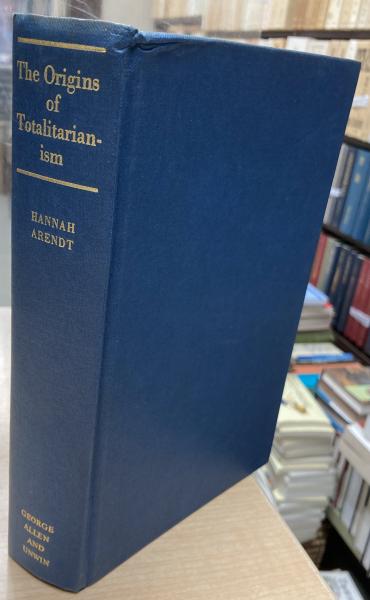 The Origins
of
Totalitarian-
ism
HANNAH
ARENDT
GEORGE
ALLEN
AND
UNWIN